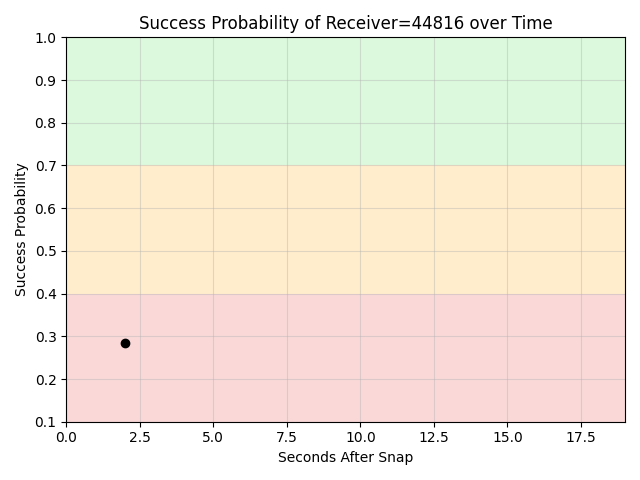 Success Probability of Receiver=44816 over Time
1.0
0.9
0.8
0.7
0.6
0.5
0.4
0.3
0.2
0.1
Success Probability
0.0 2.5 5.0 7.5 10.0 12.5 15.0 17.5
Seconds After Snap